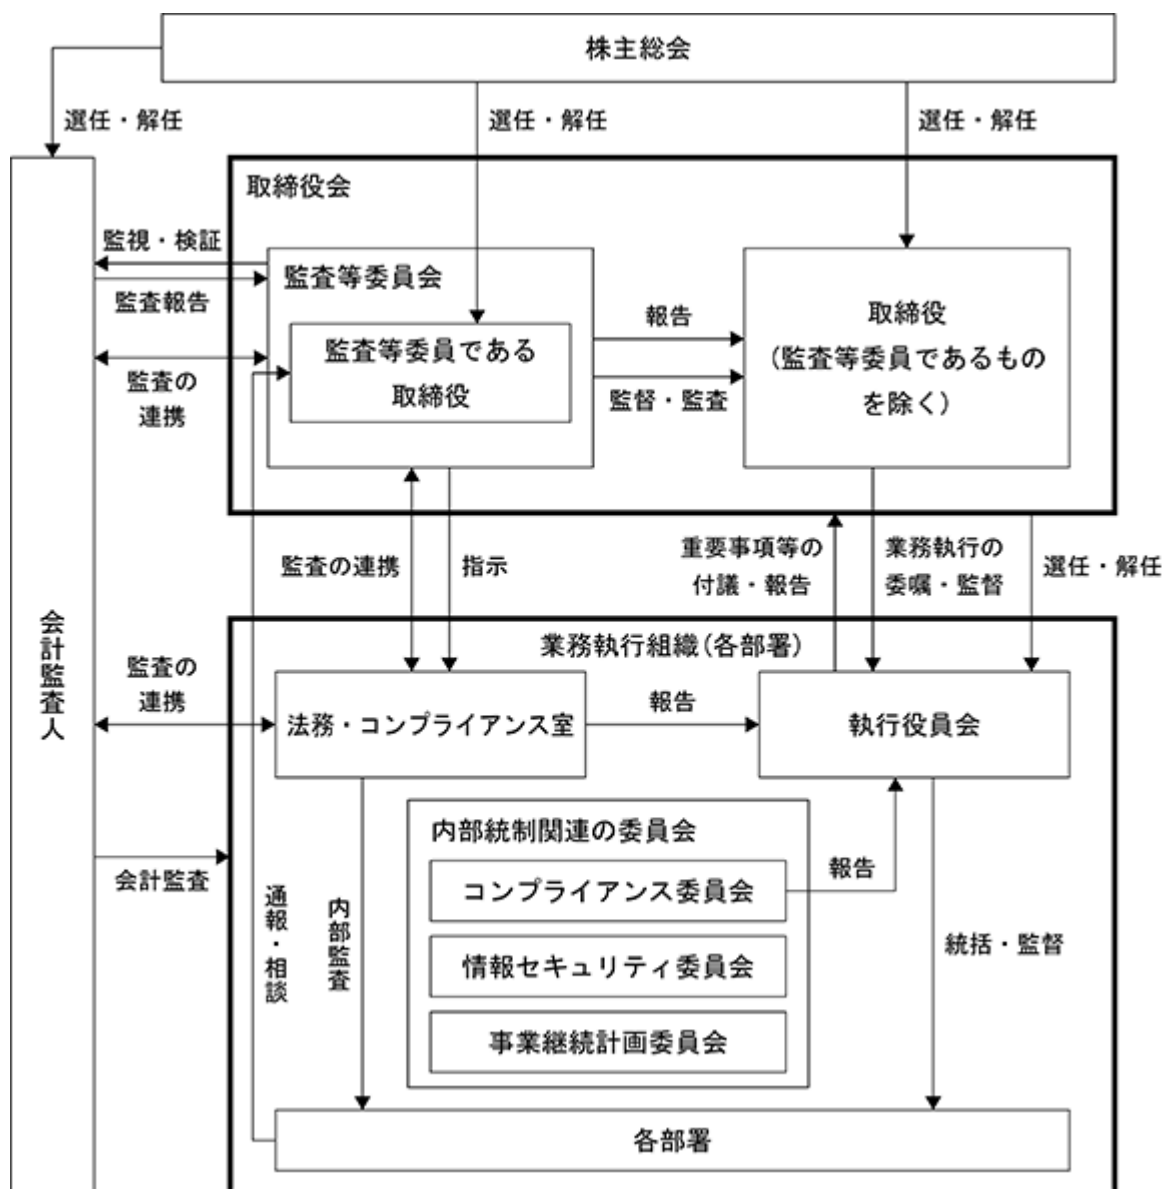 株主総会
選任・解任
選任・解任
選任・解任
取締役会
監視・検証
監査報告
監査の
連携
監査等委員会
監査等委員である
取締役
報告
監督・監査
取締役
(監査等委員であるもの
を除く)
監査の連携
指示
重要事項等の
付議・報告
業務執行の
委嘱・監督
選任・解任
会計監査人
業務執行組織(各部署)
監査の
連携
法務・コンプライアンス室
報告
執行役員会
会計監査
通報・相談
内部監査
内部統制関連の委員会
コンプライアンス委員会
情報セキュリティ委員会
事業継続計画委員会
報告
統括・監督
各部署